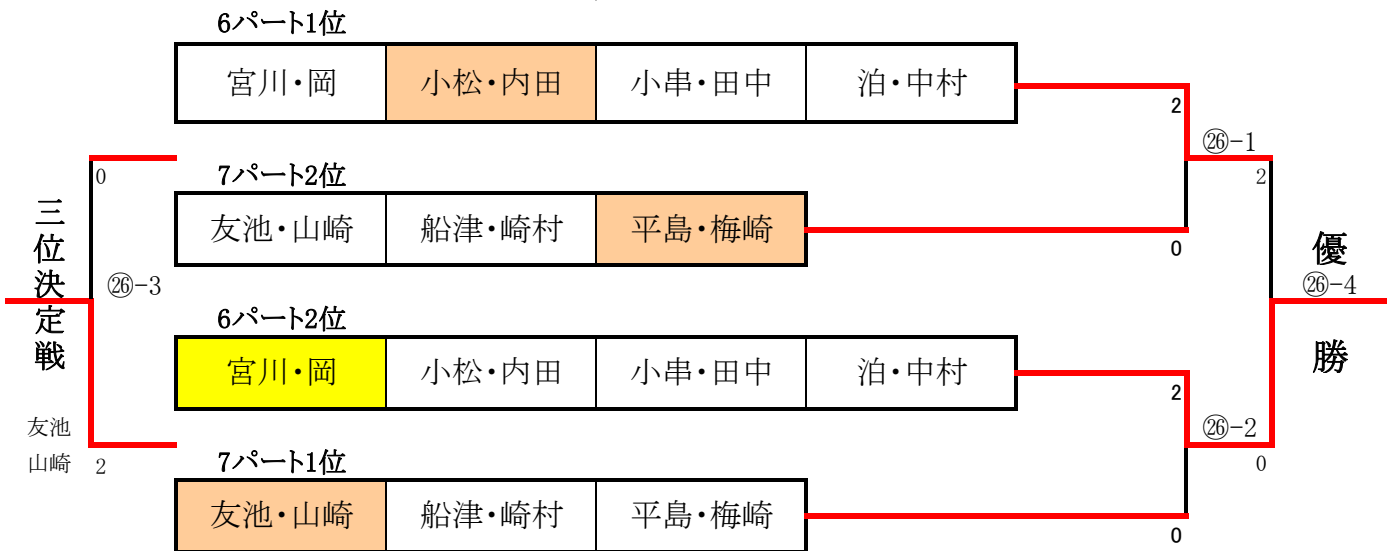 6パート1位
宮川・岡 小松・内田 小串・田中 泊・中村
2
㉖-1
0
7パート2位
2
三位決定戦
友池・山崎 船津・崎村 平島・梅崎
0
優勝
㉖-3
㉖-4
6パート2位
宮川・岡 小松・内田 小串・田中 泊・中村
2
㉖-2
友池
山崎 2
7パート1位
0
友池・山崎 船津・崎村 平島・梅崎
0